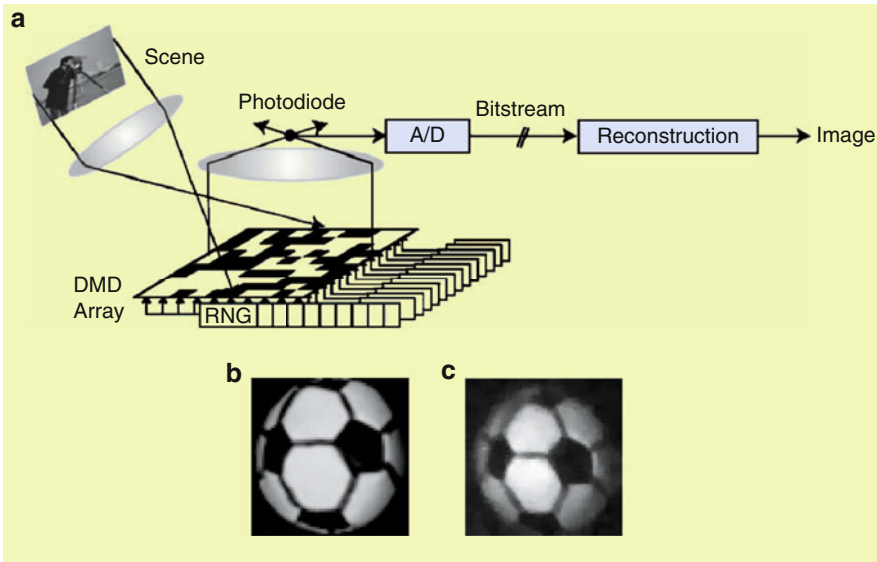 a
Scene
Photodiode
A/D
Bitstream
Reconstruction
Image
DMD
Array
RNG
b
c